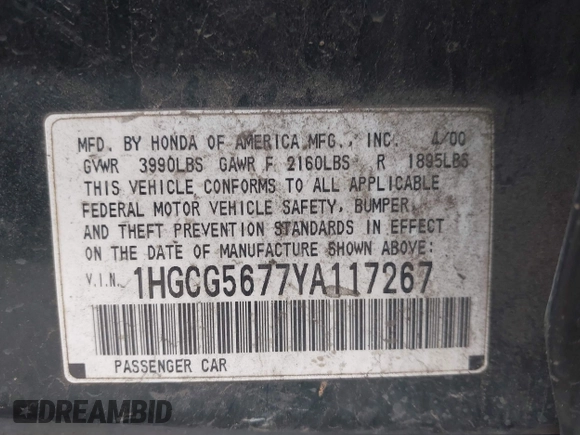 MFD. BY HONDA OF AMERICA MFG., INC. 4/00
GVWR 3990LBS GAWR F 2160LBS R 1895LBS
THIS VEHICLE CONFORMS TO ALL APPLICABLE
FEDERAL MOTOR VEHICLE SAFETY, BUMPER,
AND THEFT PREVENTION STANDARDS IN EFFECT
ON THE DATE OF MANUFACTURE SHOWN ABOVE:
V.I.N. 1HGCG5677YA117267
PASSENGER CAR
DREAMBID